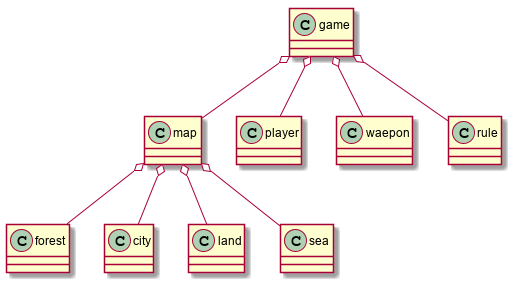 C game
C map
C player
C waepon
C rule
C forest
C city
C land
C sea